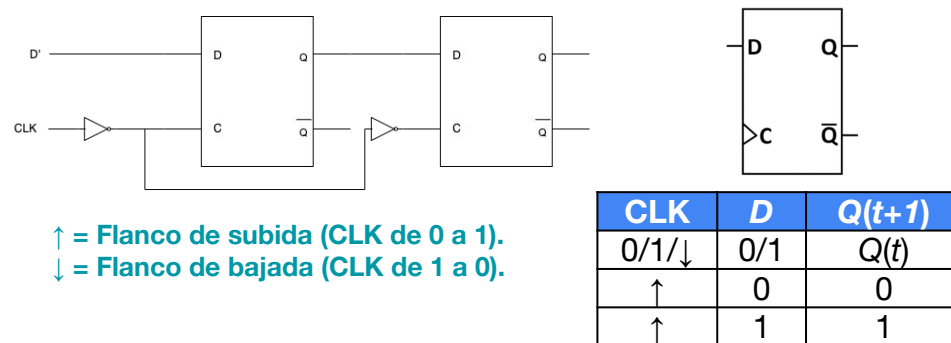 D'
CLK
D
Q
C
Q
D
Q
C
Q
D
Q
C
Q
↑ = Flanco de subida (CLK de 0 a 1).
↓ = Flanco de bajada (CLK de 1 a 0).
CLK D Q(t+1)
0/1/↓ 0/1 Q(t)
↑ 0 0
↑ 1 1